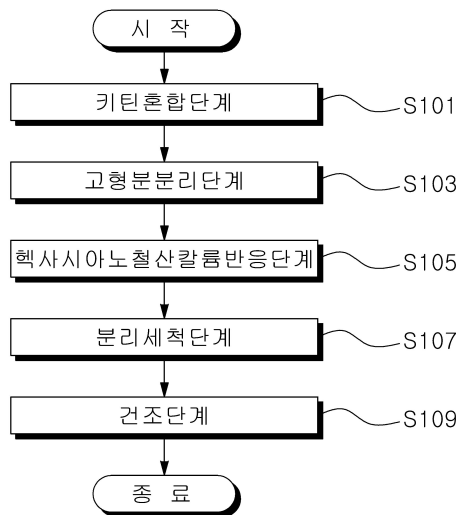 시 작
키틴혼합단계
S101
고형분분리단계
S103
헥사시아노철산칼륨반응단계
S105
분리세척단계
S107
건조단계
S109
종 료